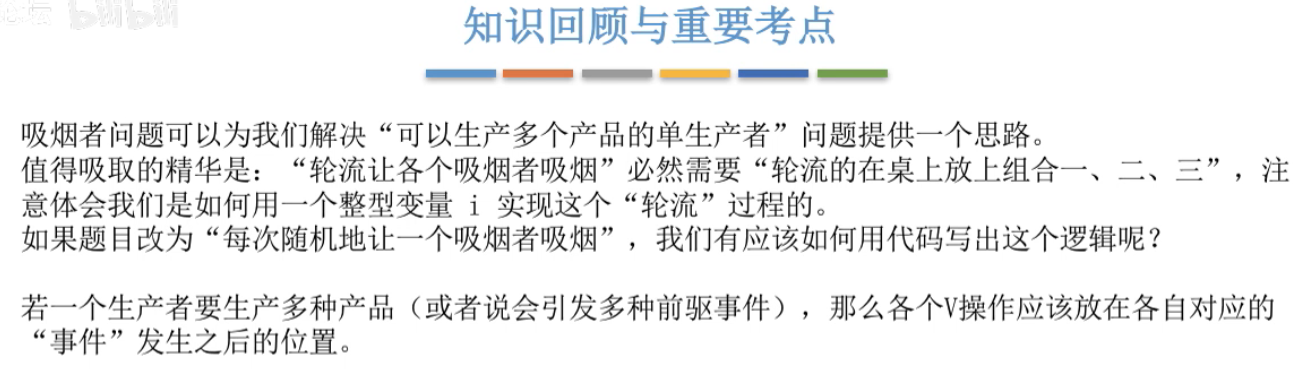 bilibili
知识回顾与重要考点
吸烟者问题可以为我们解决“可以生产多个产品的单生产者”问题提供一个思路。
值得吸取的精华是：“轮流让各个吸烟者吸烟”必然需要“轮流的在桌上放上组合一、二、三”，注
意体会我们是如何用一个整型变量 i 实现这个“轮流”过程的。
如果题目改为“每次随机地让一个吸烟者吸烟”，我们有应该如何用代码写出这个逻辑呢？
若一个生产者要生产多种产品（或者说会引发多种前驱事件），那么各个V操作应该放在各自对应的
“事件”发生之后的位置。